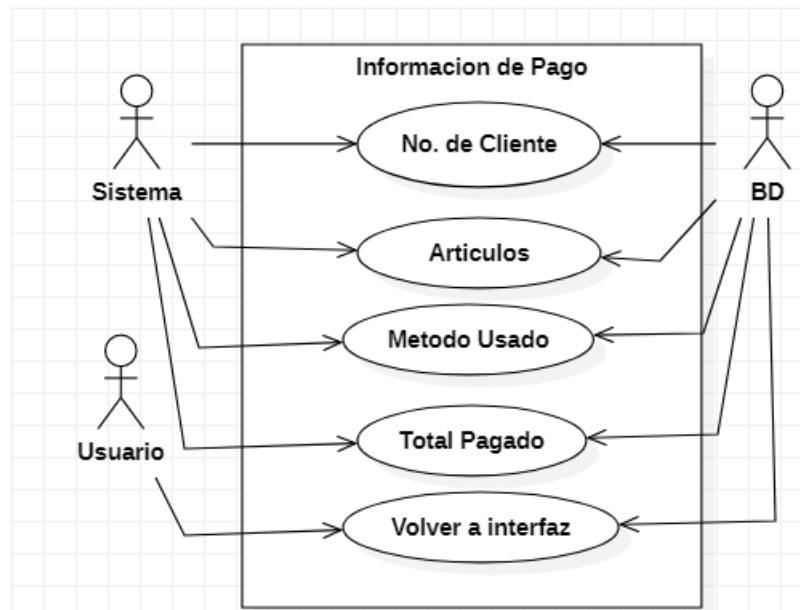 Informacion de Pago
No. de Cliente
Sistema
BD
Articulos
Metodo Usado
Total Pagado
Usuario
Volver a interfaz